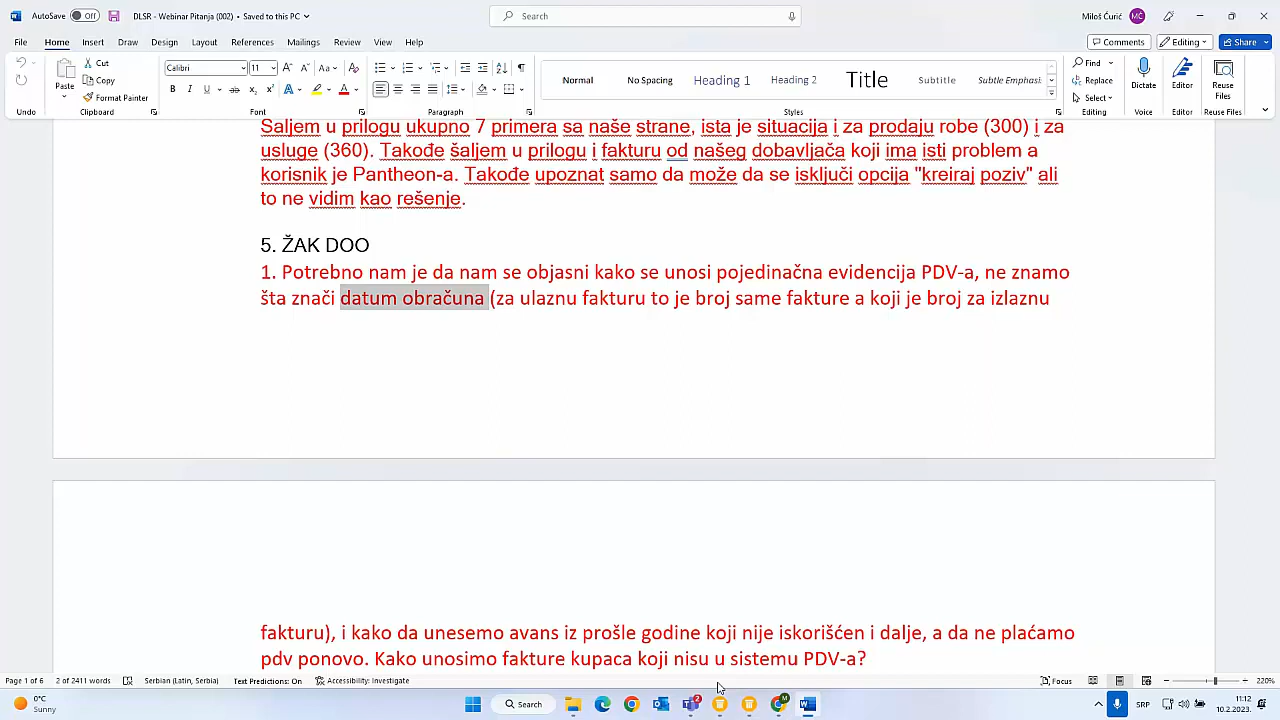 AutoSave Off DLSR - Webinar Pitanja (002) • Saved to this PC Search Miloš Ćurić MĆ
File Home Insert Draw Design Layout References Mailings Review View Help Comments Editing Share
Paste Cut Copy Format Painter Calibri 11 Normal No Spacing Heading 1 Heading 2 Title Subtitle Subtle Emphasi... Find Replace Select Dictate Editor Reuse Files
Undo Clipboard Font Paragraph Styles Editing Voice Editor Reuse Files
Šaljem u prilogu ukupno 7 primera sa naše strane, ista je situacija i za prodaju robe (300) i za
usluge (360). Takođe šaljem u prilogu i fakturu od našeg dobavljača koji ima isti problem a
korisnik je Pantheon-a. Takođe upoznat samo da može da se isključi opcija "kreiraj poziv" ali
to ne vidim kao rešenje.
5. ŽAK DOO
1. Potrebno nam je da nam se objasni kako se unosi pojedinačna evidencija PDV-a, ne znamo
šta znači datum obračuna (za ulaznu fakturu to je broj same fakture a koji je broj za izlaznu
fakturu), i kako da unesemo avans iz prošle godine koji nije iskorišćen i dalje, a da ne plaćamo
pdv ponovo. Kako unosimo fakture kupaca koji nisu u sistemu PDV-a?
Page 1 of 6 2 of 2411 words Serbian (Latin, Serbia) Text Predictions: On Accessibility: Investigate Focus 220%
0°C Sunny Search SRP 11.12 10.2.2023.